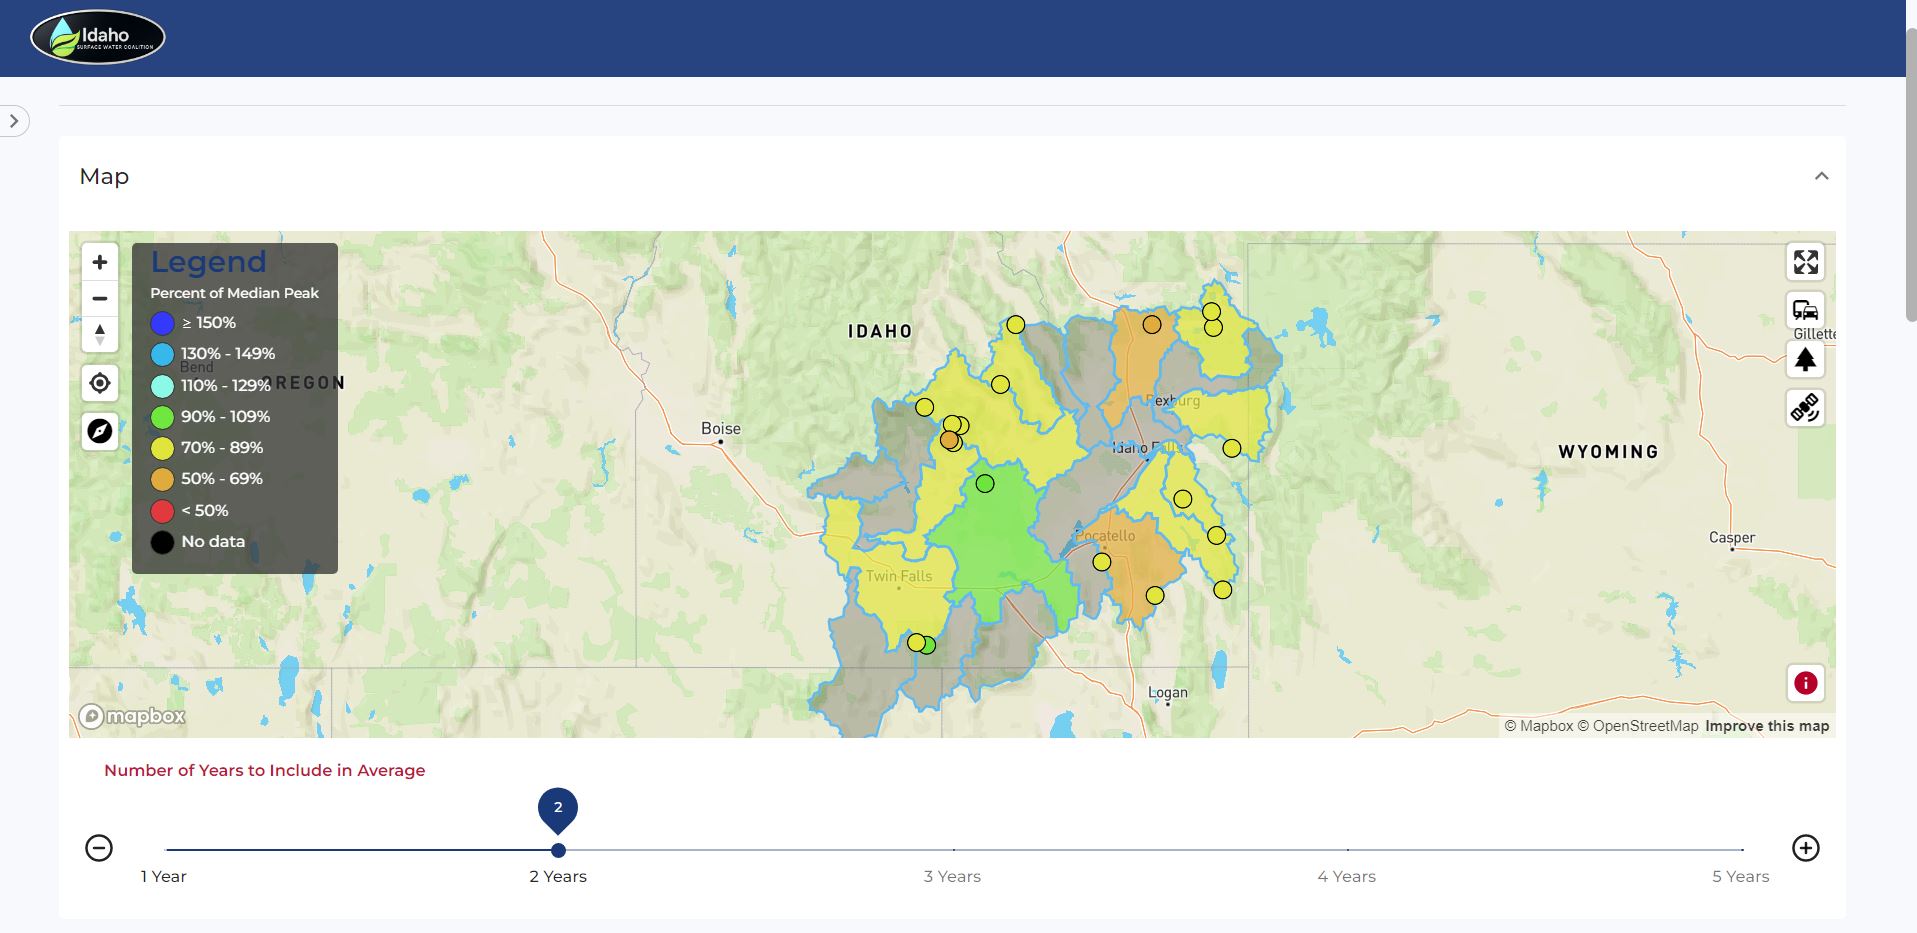 Idaho
SURFACE WATER COALITION
Map
Legend
Percent of Median Peak
≥ 150%
130% - 149%
Bend
110% - 129%
OREGON
90% - 109%
70% - 89%
50% - 69%
< 50%
No data
IDAHO
Gillette
Rexburg
Boise
Idaho Falls
WYOMING
Pocatello
Casper
Twin Falls
Logan
mapbox
© Mapbox © OpenStreetMap Improve this map
Number of Years to Include in Average
2
1 Year
2 Years
3 Years
4 Years
5 Years